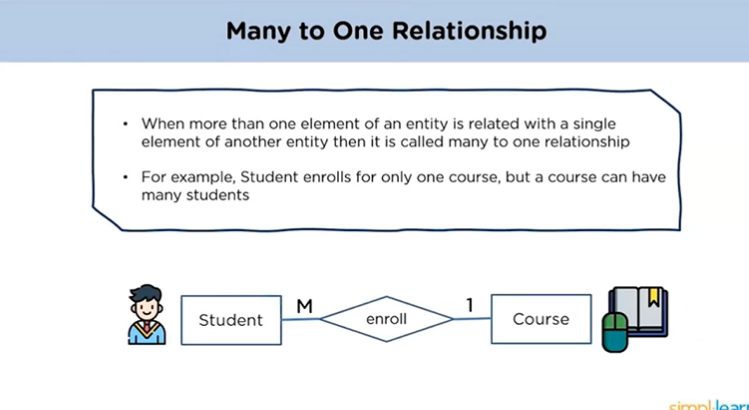 Many to One Relationship
• When more than one element of an entity is related with a single
element of another entity then it is called many to one relationship
• For example, Student enrolls for only one course, but a course can have
many students
Student M enroll 1 Course